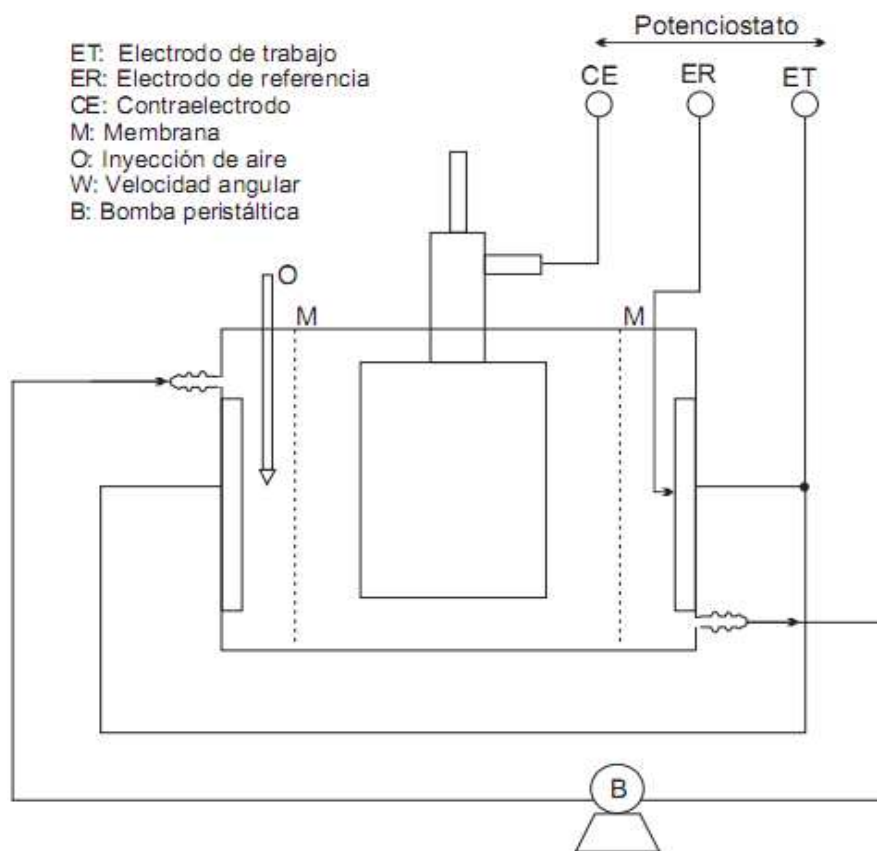 Potenciostato
ET: Electrodo de trabajo
ER: Electrodo de referencia
CE: Contraelectrodo
M: Membrana
O: Inyección de aire
W: Velocidad angular
B: Bomba peristáltica
CE ER ET
O
M M
B